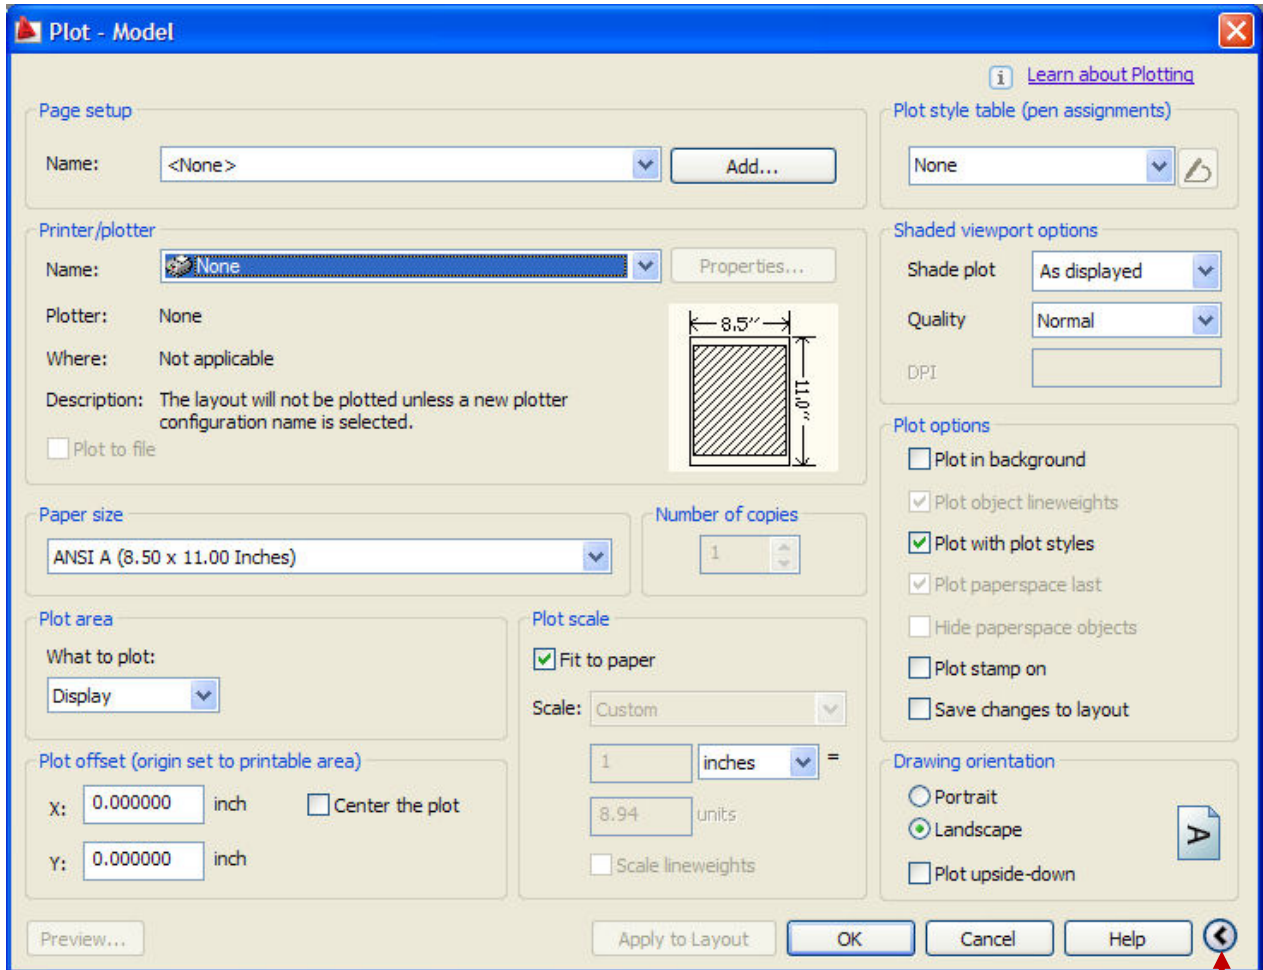 Plot - Model
Learn about Plotting
Page setup
Name: <None> Add...
Plot style table (pen assignments)
None
Printer/plotter
Name: None Properties...
Plotter: None
Where: Not applicable
Description: The layout will not be plotted unless a new plotter
configuration name is selected.
Plot to file
8.5″
11.0″
Shaded viewport options
Shade plot As displayed
Quality Normal
DPI
Paper size
ANSI A (8.50 x 11.00 Inches)
Number of copies
1
Plot options
Plot in background
Plot object lineweights
Plot with plot styles
Plot paperspace last
Hide paperspace objects
Plot stamp on
Save changes to layout
Plot area
What to plot:
Display
Plot scale
Fit to paper
Scale: Custom
1 inches =
8.94 units
Scale lineweights
Plot offset (origin set to printable area)
X: 0.000000 inch Center the plot
Y: 0.000000 inch
Drawing orientation
Portrait
Landscape
Plot upside-down
A
Preview... Apply to Layout OK Cancel Help